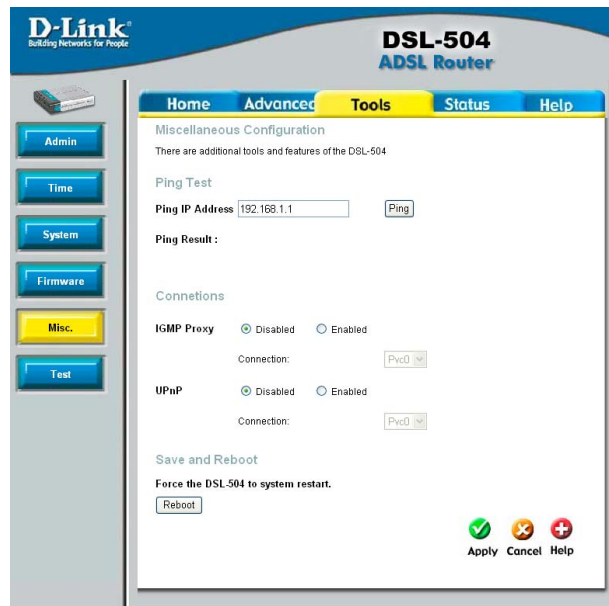 D-Link®
Building Networks for People
DSL-504
ADSL Router
Home Advanced Tools Status Help
Admin
Time
System
Firmware
Misc.
Test
Miscellaneous Configuration
There are additional tools and features of the DSL-504
Ping Test
Ping IP Address 192.168.1.1 Ping
Ping Result :
Connetions
IGMP Proxy Disabled Enabled
Connection: Pvc0
UPnP Disabled Enabled
Connection: Pvc0
Save and Reboot
Force the DSL-504 to system restart.
Reboot
Apply Cancel Help